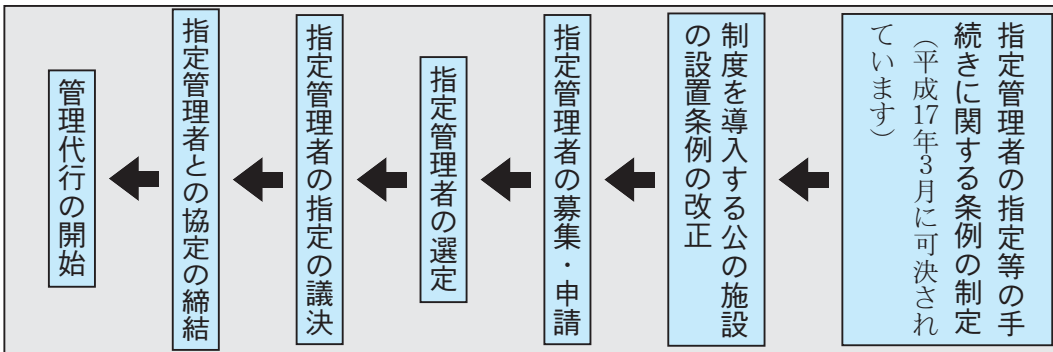 指定管理者の指定等の手
続きに関する条例の制定
（平成17年3月に可決され
ています）
制度を導入する公の施設
の設置条例の改正
指定管理者の募集・申請
指定管理者の選定
指定管理者の指定の議決
指定管理者との協定の締結
管理代行の開始